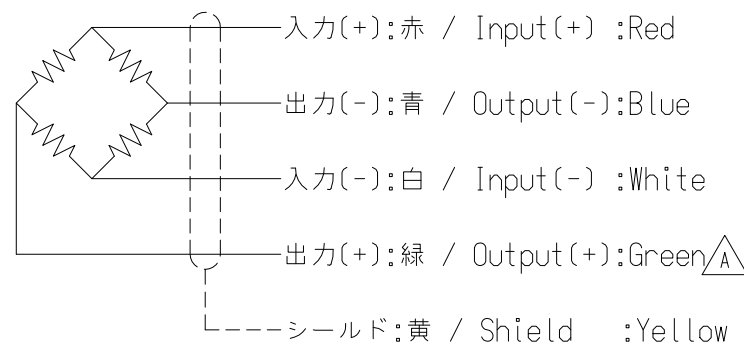 入力(+):赤 / Input(+) :Red
出力(-):青 / Output(-):Blue
入力(-):白 / Input(-) :White
出力(+):緑 / Output(+):Green A
シールド:黄 / Shield :Yellow